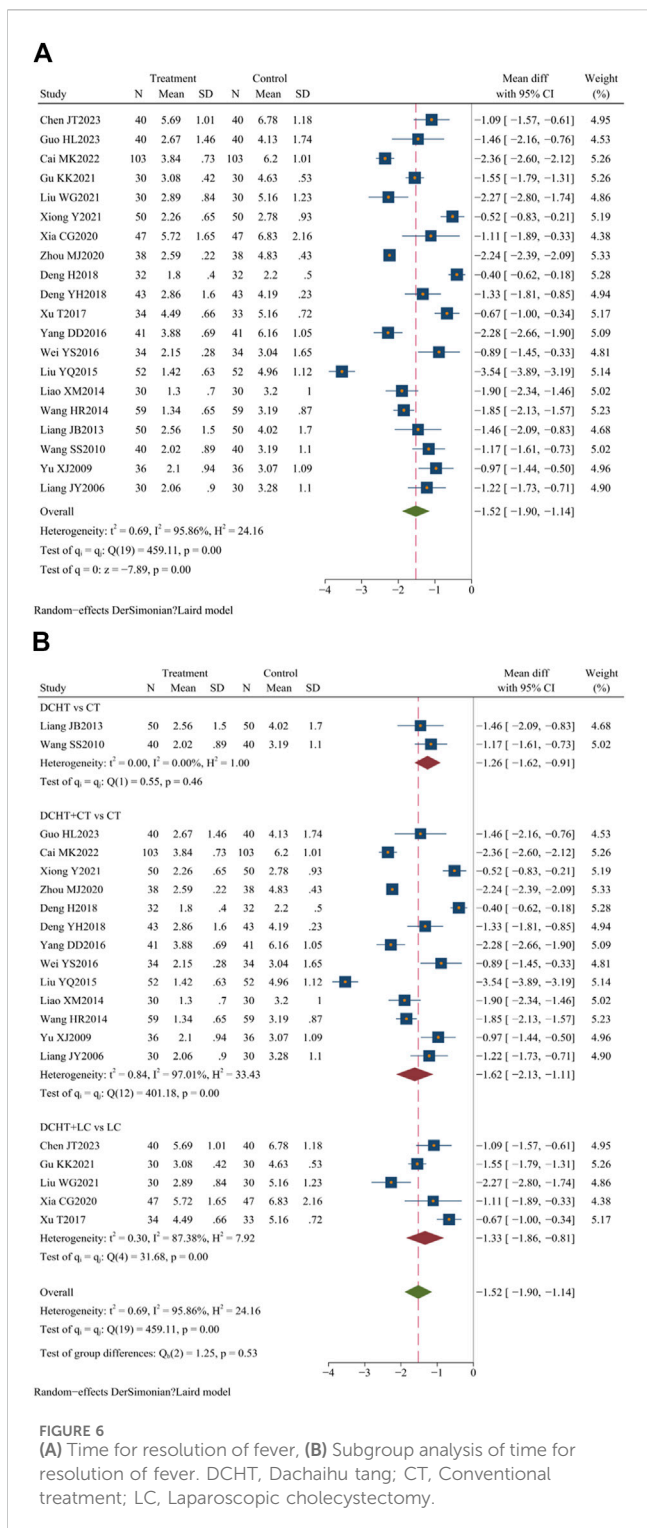 A
Treatment Control Mean diff Weight
Study N Mean SD N Mean SD with 95% CI (%)
Chen JT2023 40 5.69 1.01 40 6.78 1.18 −1.09 [ −1.57, −0.61] 4.95
Guo HL2023 40 2.67 1.46 40 4.13 1.74 −1.46 [ −2.16, −0.76] 4.53
Cai MK2022 103 3.84 .73 103 6.2 1.01 −2.36 [ −2.60, −2.12] 5.26
Gu KK2021 30 3.08 .42 30 4.63 .53 −1.55 [ −1.79, −1.31] 5.26
Liu WG2021 30 2.89 .84 30 5.16 1.23 −2.27 [ −2.80, −1.74] 4.86
Xiong Y2021 50 2.26 .65 50 2.78 .93 −0.52 [ −0.83, −0.21] 5.19
Xia CG2020 47 5.72 1.65 47 6.83 2.16 −1.11 [ −1.89, −0.33] 4.38
Zhou MJ2020 38 2.59 .22 38 4.83 .43 −2.24 [ −2.39, −2.09] 5.33
Deng H2018 32 1.8 .4 32 2.2 .5 −0.40 [ −0.62, −0.18] 5.28
Deng YH2018 43 2.86 1.6 43 4.19 .23 −1.33 [ −1.81, −0.85] 4.94
Xu T2017 34 4.49 .66 33 5.16 .72 −0.67 [ −1.00, −0.34] 5.17
Yang DD2016 41 3.88 .69 41 6.16 1.05 −2.28 [ −2.66, −1.90] 5.09
Wei YS2016 34 2.15 .28 34 3.04 1.65 −0.89 [ −1.45, −0.33] 4.81
Liu YQ2015 52 1.42 .63 52 4.96 1.12 −3.54 [ −3.89, −3.19] 5.14
Liao XM2014 30 1.3 .7 30 3.2 1 −1.90 [ −2.34, −1.46] 5.02
Wang HR2014 59 1.34 .65 59 3.19 .87 −1.85 [ −2.13, −1.57] 5.23
Liang JB2013 50 2.56 1.5 50 4.02 1.7 −1.46 [ −2.09, −0.83] 4.68
Wang SS2010 40 2.02 .89 40 3.19 1.1 −1.17 [ −1.61, −0.73] 5.02
Yu XJ2009 36 2.1 .94 36 3.07 1.09 −0.97 [ −1.44, −0.50] 4.96
Liang JY2006 30 2.06 .9 30 3.28 1.1 −1.22 [ −1.73, −0.71] 4.90
Overall −1.52 [ −1.90, −1.14]
Heterogeneity: t² = 0.69, I² = 95.86%, H² = 24.16
Test of qᵢ = qⱼ: Q(19) = 459.11, p = 0.00
Test of q = 0: z = −7.89, p = 0.00
−4 −3 −2 −1 0
Random−effects DerSimonian?Laird model
B
Treatment Control Mean diff Weight
Study N Mean SD N Mean SD with 95% CI (%)
DCHT vs CT
Liang JB2013 50 2.56 1.5 50 4.02 1.7 −1.46 [ −2.09, −0.83] 4.68
Wang SS2010 40 2.02 .89 40 3.19 1.1 −1.17 [ −1.61, −0.73] 5.02
Heterogeneity: t² = 0.00, I² = 0.00%, H² = 1.00 −1.26 [ −1.62, −0.91]
Test of qᵢ = qⱼ: Q(1) = 0.55, p = 0.46
DCHT+CT vs CT
Guo HL2023 40 2.67 1.46 40 4.13 1.74 −1.46 [ −2.16, −0.76] 4.53
Cai MK2022 103 3.84 .73 103 6.2 1.01 −2.36 [ −2.60, −2.12] 5.26
Xiong Y2021 50 2.26 .65 50 2.78 .93 −0.52 [ −0.83, −0.21] 5.19
Zhou MJ2020 38 2.59 .22 38 4.83 .43 −2.24 [ −2.39, −2.09] 5.33
Deng H2018 32 1.8 .4 32 2.2 .5 −0.40 [ −0.62, −0.18] 5.28
Deng YH2018 43 2.86 1.6 43 4.19 .23 −1.33 [ −1.81, −0.85] 4.94
Yang DD2016 41 3.88 .69 41 6.16 1.05 −2.28 [ −2.66, −1.90] 5.09
Wei YS2016 34 2.15 .28 34 3.04 1.65 −0.89 [ −1.45, −0.33] 4.81
Liu YQ2015 52 1.42 .63 52 4.96 1.12 −3.54 [ −3.89, −3.19] 5.14
Liao XM2014 30 1.3 .7 30 3.2 1 −1.90 [ −2.34, −1.46] 5.02
Wang HR2014 59 1.34 .65 59 3.19 .87 −1.85 [ −2.13, −1.57] 5.23
Yu XJ2009 36 2.1 .94 36 3.07 1.09 −0.97 [ −1.44, −0.50] 4.96
Liang JY2006 30 2.06 .9 30 3.28 1.1 −1.22 [ −1.73, −0.71] 4.90
Heterogeneity: t² = 0.84, I² = 97.01%, H² = 33.43 −1.62 [ −2.13, −1.11]
Test of qᵢ = qⱼ: Q(12) = 401.18, p = 0.00
DCHT+LC vs LC
Chen JT2023 40 5.69 1.01 40 6.78 1.18 −1.09 [ −1.57, −0.61] 4.95
Gu KK2021 30 3.08 .42 30 4.63 .53 −1.55 [ −1.79, −1.31] 5.26
Liu WG2021 30 2.89 .84 30 5.16 1.23 −2.27 [ −2.80, −1.74] 4.86
Xia CG2020 47 5.72 1.65 47 6.83 2.16 −1.11 [ −1.89, −0.33] 4.38
Xu T2017 34 4.49 .66 33 5.16 .72 −0.67 [ −1.00, −0.34] 5.17
Heterogeneity: t² = 0.30, I² = 87.38%, H² = 7.92 −1.33 [ −1.86, −0.81]
Test of qᵢ = qⱼ: Q(4) = 31.68, p = 0.00
Overall −1.52 [ −1.90, −1.14]
Heterogeneity: t² = 0.69, I² = 95.86%, H² = 24.16
Test of qᵢ = qⱼ: Q(19) = 459.11, p = 0.00
Test of group differences: Q_b(2) = 1.25, p = 0.53
−4 −3 −2 −1 0
Random−effects DerSimonian?Laird model
FIGURE 6
(A) Time for resolution of fever, (B) Subgroup analysis of time for
resolution of fever. DCHT, Dachaihu tang; CT, Conventional
treatment; LC, Laparoscopic cholecystectomy.